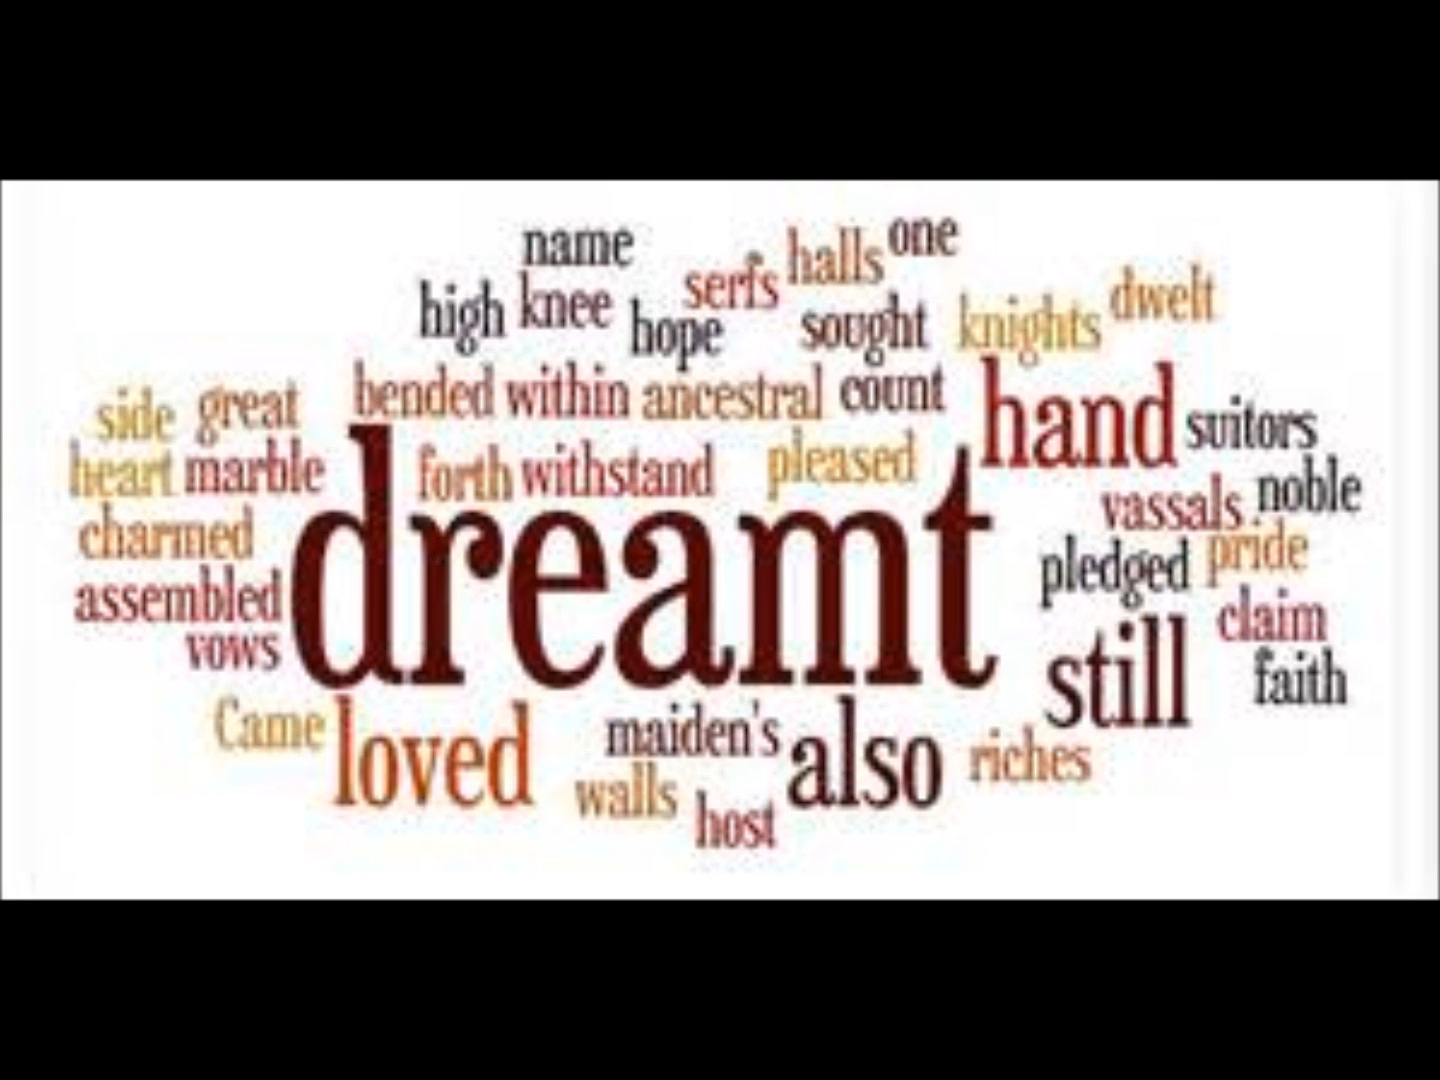 name
halls
one
high
knee
serfs
hope
sought
knights
dwelt
side
great
bended
within
ancestral
count
hand
suitors
heart
marble
forth
withstand
pleased
vassals
noble
charmed
dreamt
pledged
pride
assembled
claim
vows
still
faith
Came
loved
maiden's
also
riches
walls
host